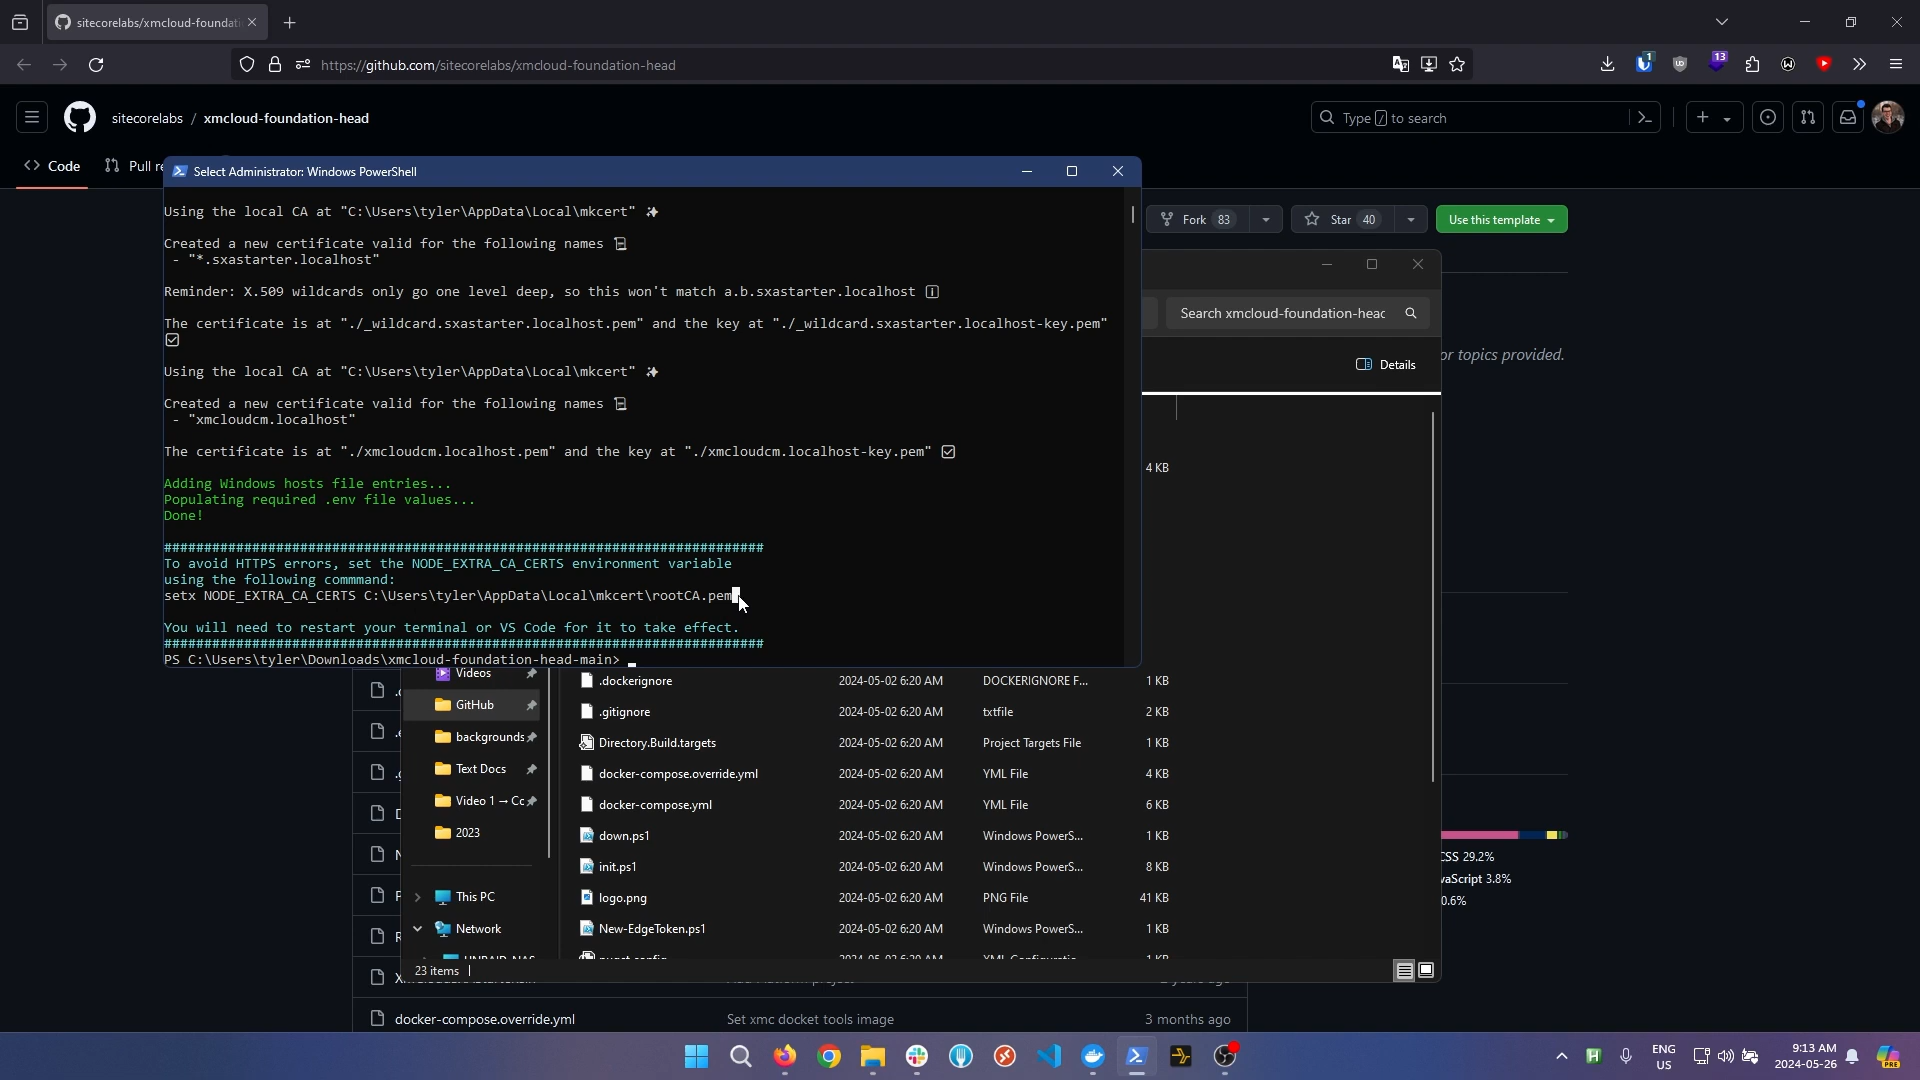 sitecorelabs/xmcloud-foundati
https://github.com/sitecorelabs/xmcloud-foundation-head
1
13
sitecorelabs / xmcloud-foundation-head
Type / to search
Code
Pull re
Select Administrator: Windows PowerShell
Fork 83
Star 40
Use this template
Using the local CA at "C:\Users\tyler\AppData\Local\mkcert" ✨
Created a new certificate valid for the following names 📜
- "*.sxastarter.localhost"
Reminder: X.509 wildcards only go one level deep, so this won't match a.b.sxastarter.localhost ℹ
The certificate is at "./_wildcard.sxastarter.localhost.pem" and the key at "./_wildcard.sxastarter.localhost-key.pem"
☑
Using the local CA at "C:\Users\tyler\AppData\Local\mkcert" ✨
Created a new certificate valid for the following names 📜
- "xmcloudcm.localhost"
The certificate is at "./xmcloudcm.localhost.pem" and the key at "./xmcloudcm.localhost-key.pem" ☑
Adding Windows hosts file entries...
Populating required .env file values...
Done!
###########################################################################
To avoid HTTPS errors, set the NODE_EXTRA_CA_CERTS environment variable
using the following commmand:
setx NODE_EXTRA_CA_CERTS C:\Users\tyler\AppData\Local\mkcert\rootCA.pem
You will need to restart your terminal or VS Code for it to take effect.
###########################################################################
PS C:\Users\tyler\Downloads\xmcloud-foundation-head-main>
Search xmcloud-foundation-head
or topics provided.
Details
4 KB
Videos
GitHub
backgrounds
Text Docs
Video 1 → Cc
2023
This PC
Network
.dockerignore 2024-05-02 6:20 AM DOCKERIGNORE F... 1 KB
.gitignore 2024-05-02 6:20 AM txtfile 2 KB
Directory.Build.targets 2024-05-02 6:20 AM Project Targets File 1 KB
docker-compose.override.yml 2024-05-02 6:20 AM YML File 4 KB
docker-compose.yml 2024-05-02 6:20 AM YML File 6 KB
down.ps1 2024-05-02 6:20 AM Windows PowerS... 1 KB
init.ps1 2024-05-02 6:20 AM Windows PowerS... 8 KB
logo.png 2024-05-02 6:20 AM PNG File 41 KB
New-EdgeToken.ps1 2024-05-02 6:20 AM Windows PowerS... 1 KB
23 items
CSS 29.2%
vaScript 3.8%
0.6%
docker-compose.override.yml Set xmc docket tools image 3 months ago
ENG
US
9:13 AM
2024-05-26
PRE